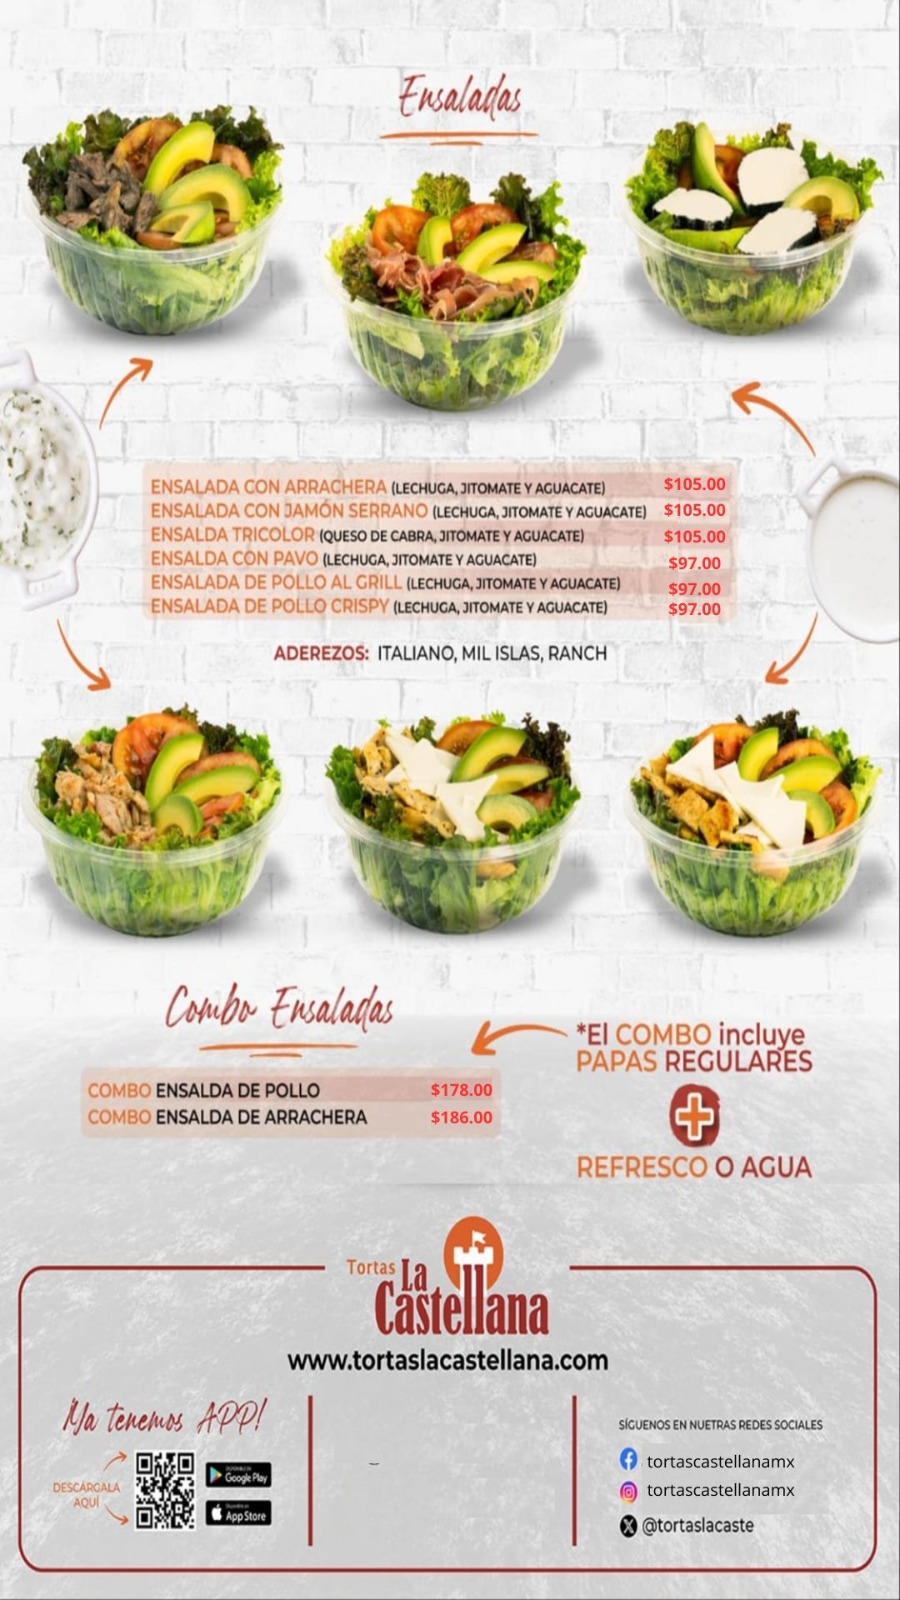 Ensaladas
ENSALADA CON ARRACHERA (LECHUGA, JITOMATE Y AGUACATE) $105.00
ENSALADA CON JAMÓN SERRANO (LECHUGA, JITOMATE Y AGUACATE) $105.00
ENSALDA TRICOLOR (QUESO DE CABRA, JITOMATE Y AGUACATE) $105.00
ENSALDA CON PAVO (LECHUGA, JITOMATE Y AGUACATE) $97.00
ENSALADA DE POLLO AL GRILL (LECHUGA, JITOMATE Y AGUACATE) $97.00
ENSALADA DE POLLO CRISPY (LECHUGA, JITOMATE Y AGUACATE) $97.00
ADEREZOS: ITALIANO, MIL ISLAS, RANCH
Combo Ensaladas
COMBO ENSALDA DE POLLO $178.00
COMBO ENSALDA DE ARRACHERA $186.00
*El COMBO incluye
PAPAS REGULARES
+
REFRESCO O AGUA
Tortas La
Castellana
www.tortaslacastellana.com
¡Ya tenemos APP!
DESCÁRGALA
AQUÍ
DISPONIBLE EN
Google Play
Disponible en
App Store
SÍGUENOS EN NUETRAS REDES SOCIALES
tortascastellanamx
tortascastellanamx
@tortaslacaste